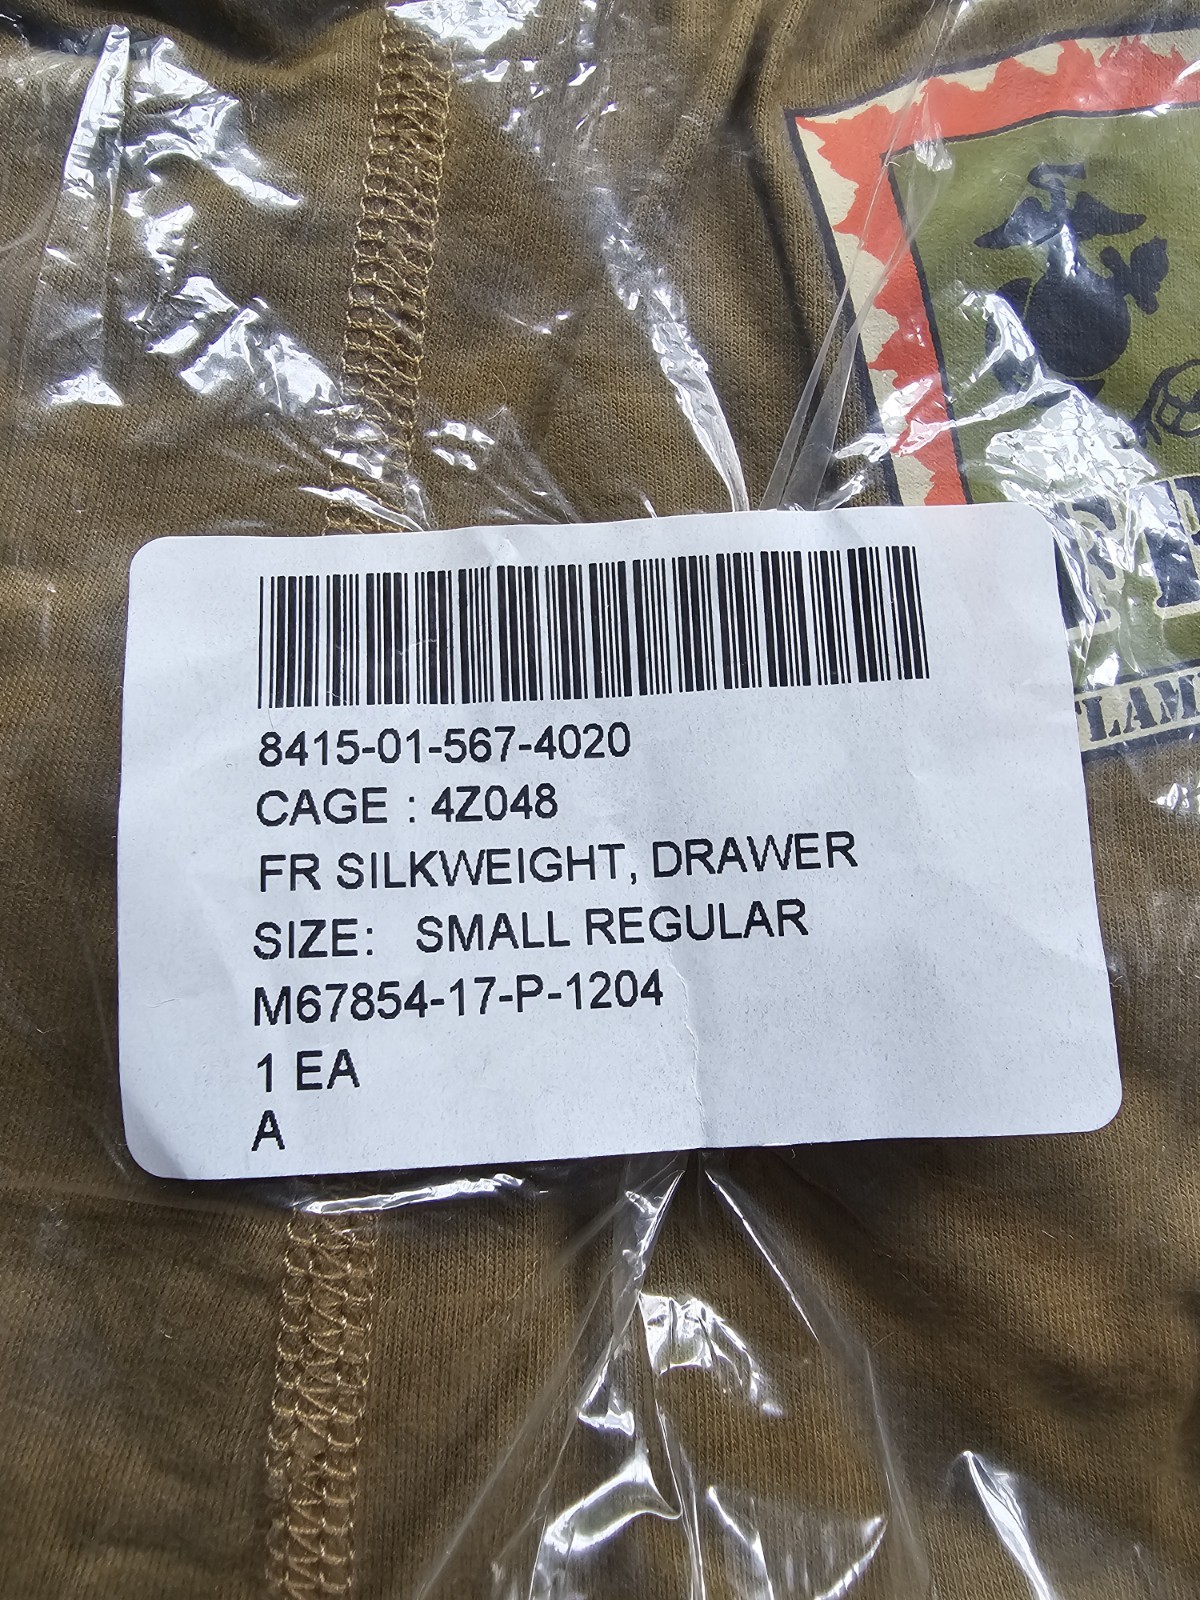 8415-01-567-4020
CAGE : 4Z048
FR SILKWEIGHT, DRAWER
SIZE: SMALL REGULAR
M67854-17-P-1204
1 EA
A